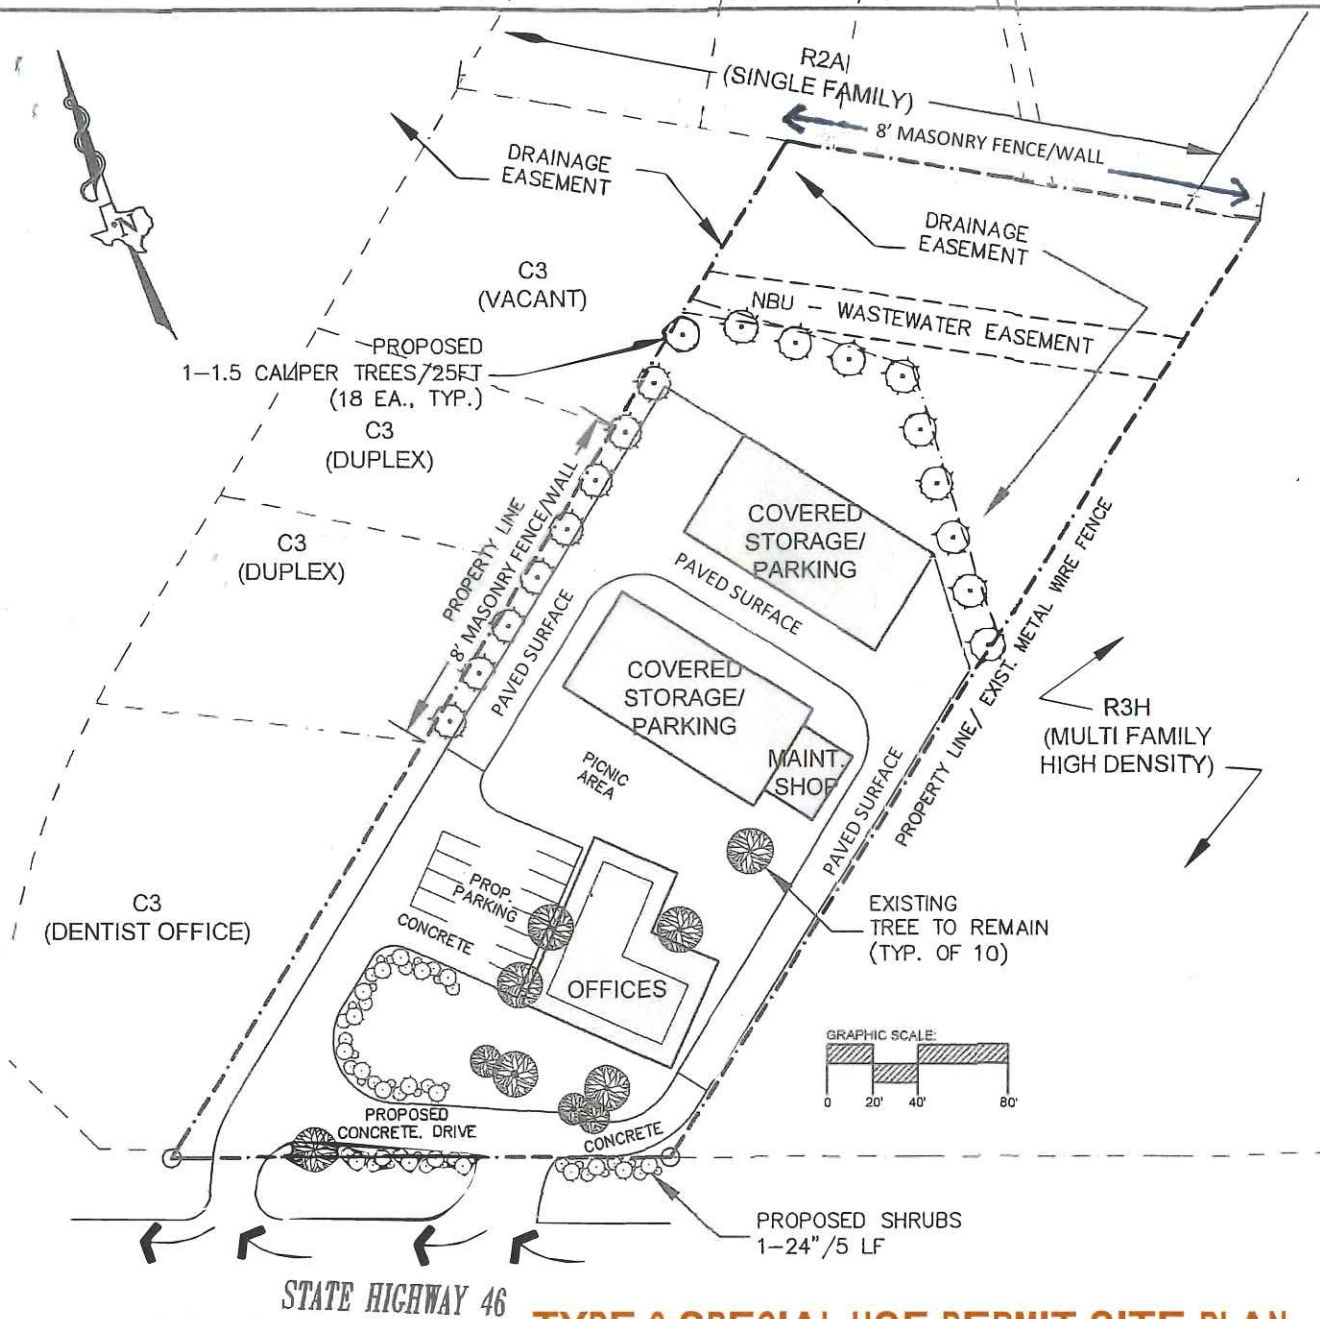 R2A
(SINGLE FAMILY)
8' MASONRY FENCE/WALL
DRAINAGE
EASEMENT
DRAINAGE
EASEMENT
N
C3
(VACANT)
NBU - WASTEWATER EASEMENT
PROPOSED
1-1.5 CALIPER TREES/25FT
(18 EA., TYP.)
C3
(DUPLEX)
PROPERTY LINE
8' MASONRY FENCE/WALL
COVERED
STORAGE/
PARKING
C3
(DUPLEX)
PAVED SURFACE
PAVED SURFACE
COVERED
STORAGE/
PARKING
PROPERTY LINE/ EXIST. METAL WIRE FENCE
R3H
(MULTI FAMILY
HIGH DENSITY)
MAINT.
SHOP
PICNIC
AREA
PAVED SURFACE
PROP.
PARKING
CONCRETE
C3
(DENTIST OFFICE)
EXISTING
TREE TO REMAIN
(TYP. OF 10)
OFFICES
GRAPHIC SCALE:
0 20' 40' 80'
PROPOSED
CONCRETE. DRIVE
CONCRETE
PROPOSED SHRUBS
1-24"/5 LF
STATE HIGHWAY 46
SPECIAL USE PERMIT SITE PLAN